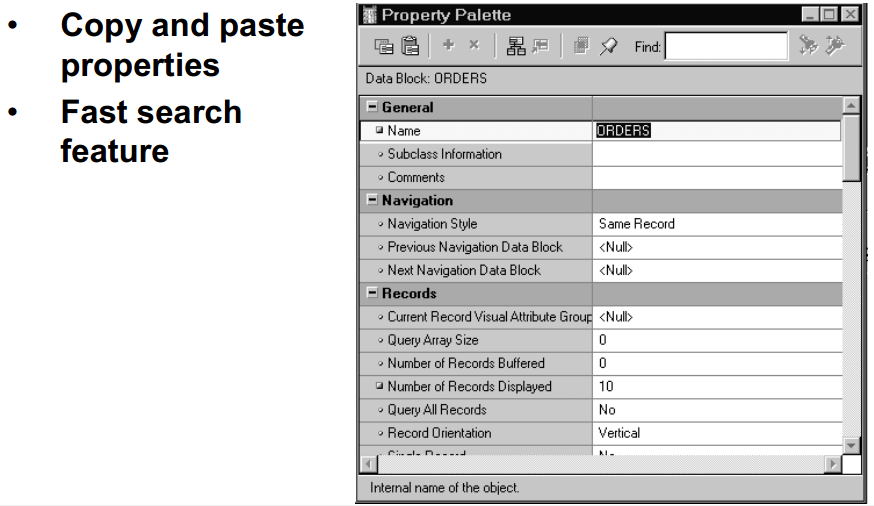 • Copy and paste
properties
• Fast search
feature
Property Palette
Find:
Data Block: ORDERS
General
Name ORDERS
Subclass Information
Comments
Navigation
Navigation Style Same Record
Previous Navigation Data Block <Null>
Next Navigation Data Block <Null>
Records
Current Record Visual Attribute Group <Null>
Query Array Size 0
Number of Records Buffered 0
Number of Records Displayed 10
Query All Records No
Record Orientation Vertical
Single Record No
Internal name of the object.